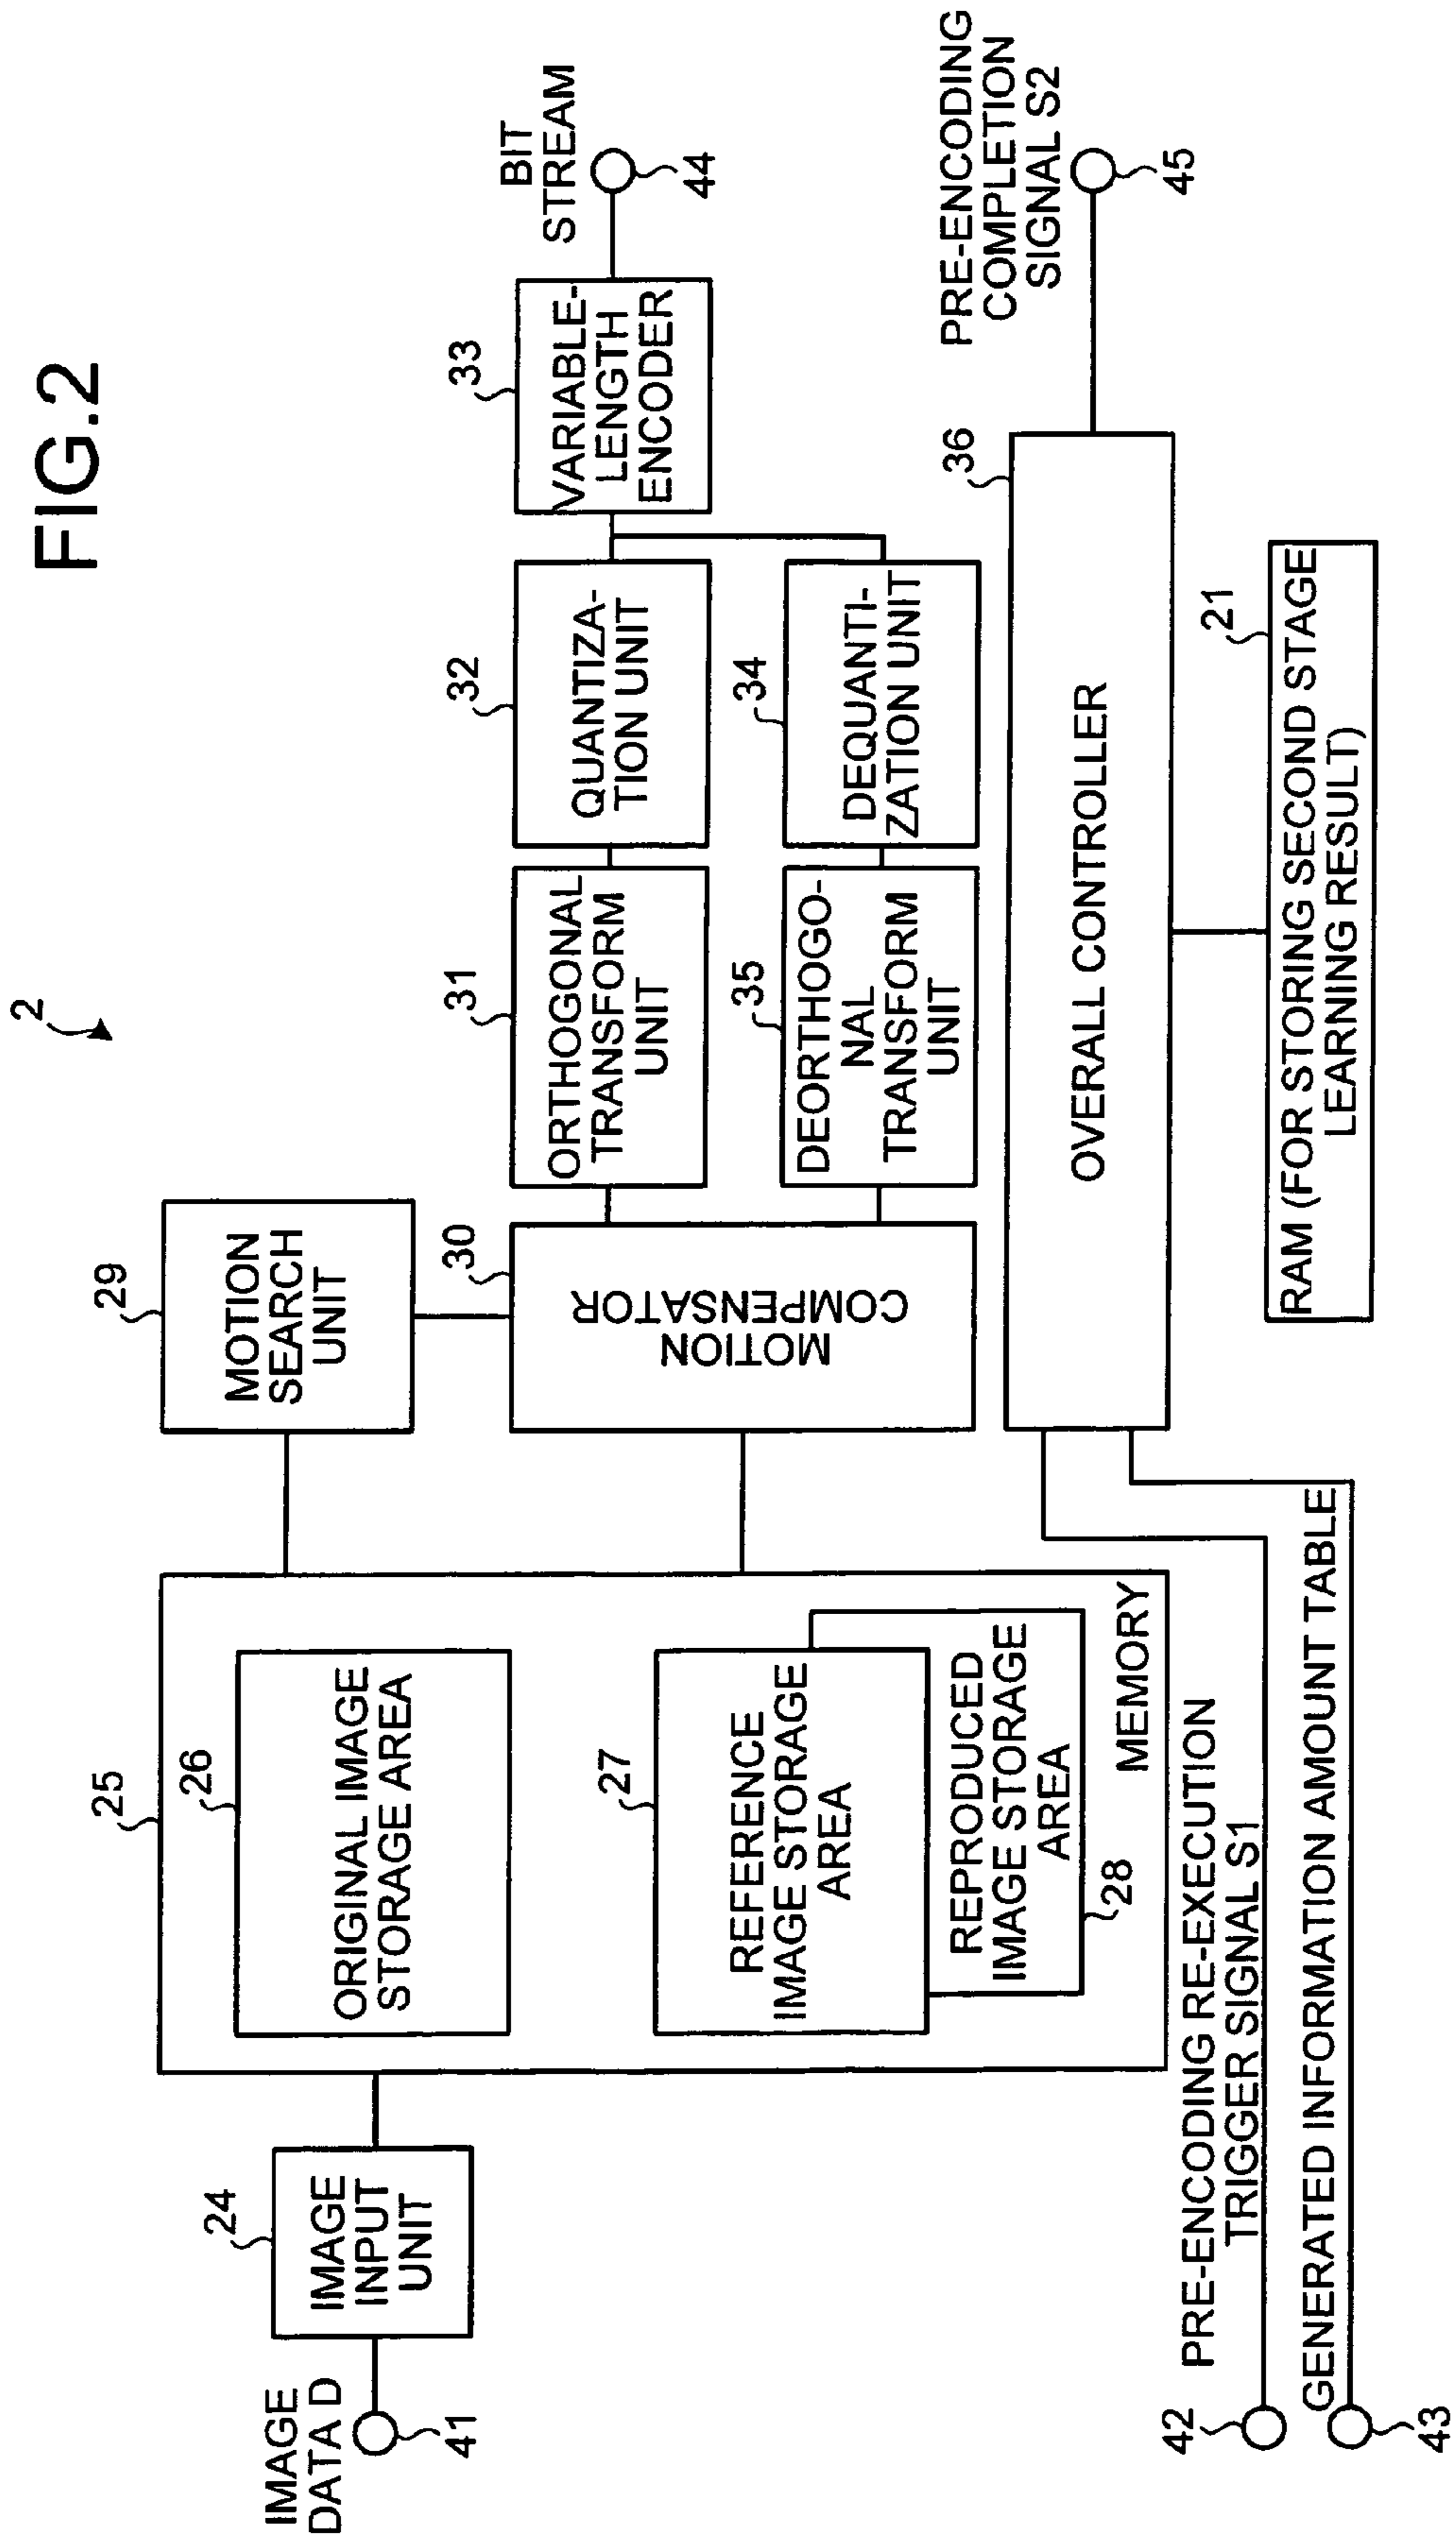 FIG.2
2
IMAGE
DATA D
41
24
IMAGE
INPUT
UNIT
25
26
ORIGINAL IMAGE
STORAGE AREA
27
REFERENCE
IMAGE STORAGE
AREA
REPRODUCED
IMAGE STORAGE
AREA
28
MEMORY
29
MOTION
SEARCH
UNIT
30
MOTION
COMPENSATOR
31
ORTHOGONAL
TRANSFORM
UNIT
32
QUANTIZA-
TION UNIT
33
VARIABLE-
LENGTH
ENCODER
BIT
STREAM
44
35
DEORTHOGO-
NAL
TRANSFORM
UNIT
34
DEQUANTI-
ZATION UNIT
36
OVERALL CONTROLLER
PRE-ENCODING
COMPLETION
SIGNAL S2
45
PRE-ENCODING RE-EXECUTION
TRIGGER SIGNAL S1
42
GENERATED INFORMATION AMOUNT TABLE
43
21
RAM (FOR STORING SECOND STAGE
LEARNING RESULT)